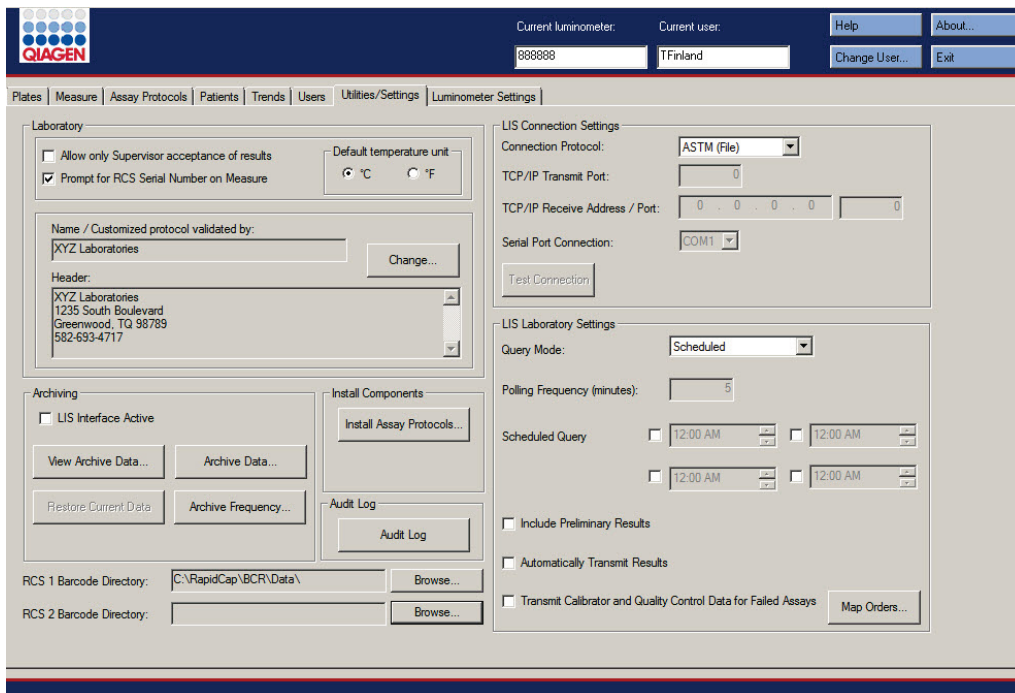 QIAGEN
Current luminometer:
Current user:
Help
About...
888888
TFinland
Change User...
Exit
Plates
Measure
Assay Protocols
Patients
Trends
Users
Utilities/Settings
Luminometer Settings
Laboratory
Allow only Supervisor acceptance of results
Prompt for RCS Serial Number on Measure
Default temperature unit
°C
°F
Name / Customized protocol validated by:
XYZ Laboratories
Change...
Header:
XYZ Laboratories
1235 South Boulevard
Greenwood, TQ 98789
582-693-4717
Archiving
LIS Interface Active
View Archive Data...
Archive Data...
Restore Current Data
Archive Frequency...
Install Components
Install Assay Protocols...
Audit Log
Audit Log
RCS 1 Barcode Directory:
C:\RapidCap\BCR\Data\
Browse...
RCS 2 Barcode Directory:
Browse...
LIS Connection Settings
Connection Protocol:
ASTM (File)
TCP/IP Transmit Port:
0
TCP/IP Receive Address / Port:
0 . 0 . 0 . 0
0
Serial Port Connection:
COM1
Test Connection
LIS Laboratory Settings
Query Mode:
Scheduled
Polling Frequency (minutes):
5
Scheduled Query
12:00 AM
12:00 AM
12:00 AM
12:00 AM
Include Preliminary Results
Automatically Transmit Results
Transmit Calibrator and Quality Control Data for Failed Assays
Map Orders...